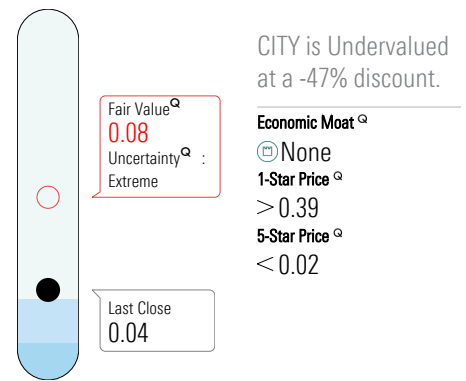 CITY is Undervalued
at a -47% discount.
Fair Value Q
0.08
Uncertainty Q :
Extreme
Economic Moat Q
None
1-Star Price Q
>0.39
5-Star Price Q
<0.02
Last Close
0.04